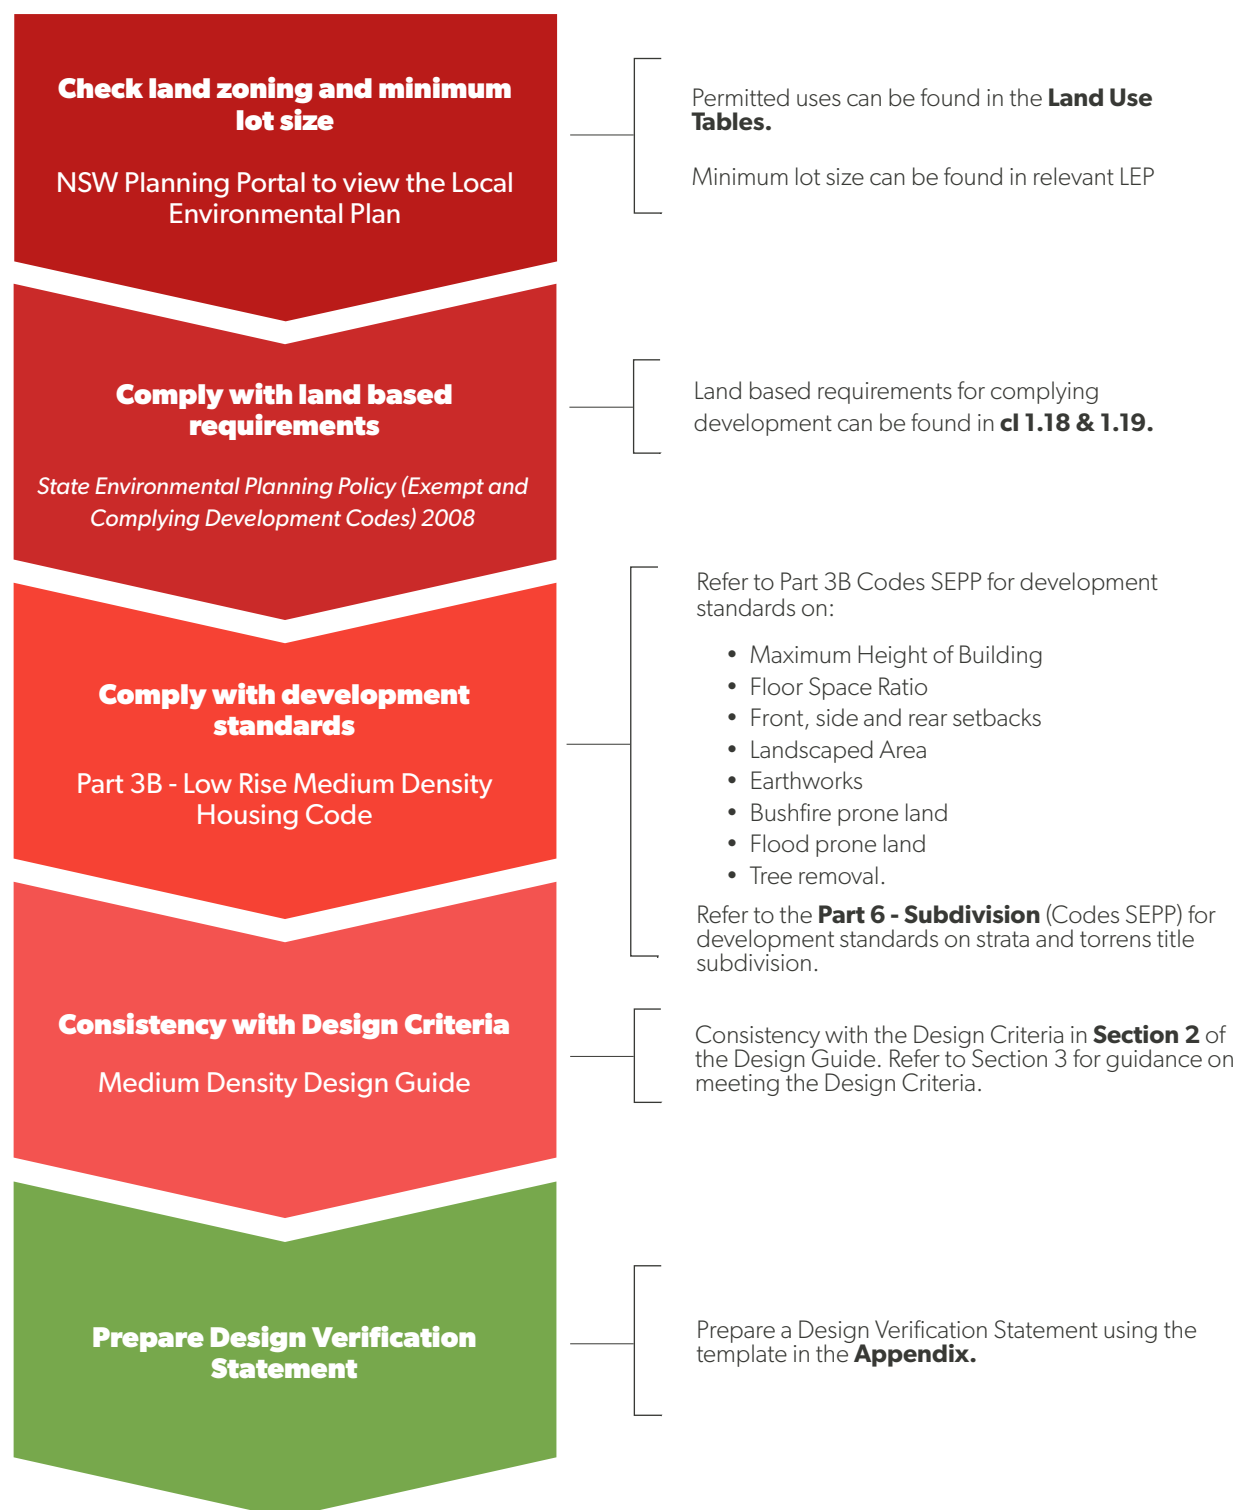 Check land zoning and minimum
lot size
NSW Planning Portal to view the Local
Environmental Plan
Permitted uses can be found in the Land Use
Tables.
Minimum lot size can be found in relevant LEP
Comply with land based
requirements
State Environmental Planning Policy (Exempt and
Complying Development Codes) 2008
Land based requirements for complying
development can be found in cl 1.18 & 1.19.
Comply with development
standards
Part 3B - Low Rise Medium Density
Housing Code
Refer to Part 3B Codes SEPP for development
standards on:
• Maximum Height of Building
• Floor Space Ratio
• Front, side and rear setbacks
• Landscaped Area
• Earthworks
• Bushfire prone land
• Flood prone land
• Tree removal.
Refer to the Part 6 - Subdivision (Codes SEPP) for
development standards on strata and torrens title
subdivision.
Consistency with Design Criteria
Medium Density Design Guide
Consistency with the Design Criteria in Section 2 of
the Design Guide. Refer to Section 3 for guidance on
meeting the Design Criteria.
Prepare Design Verification
Statement
Prepare a Design Verification Statement using the
template in the Appendix.